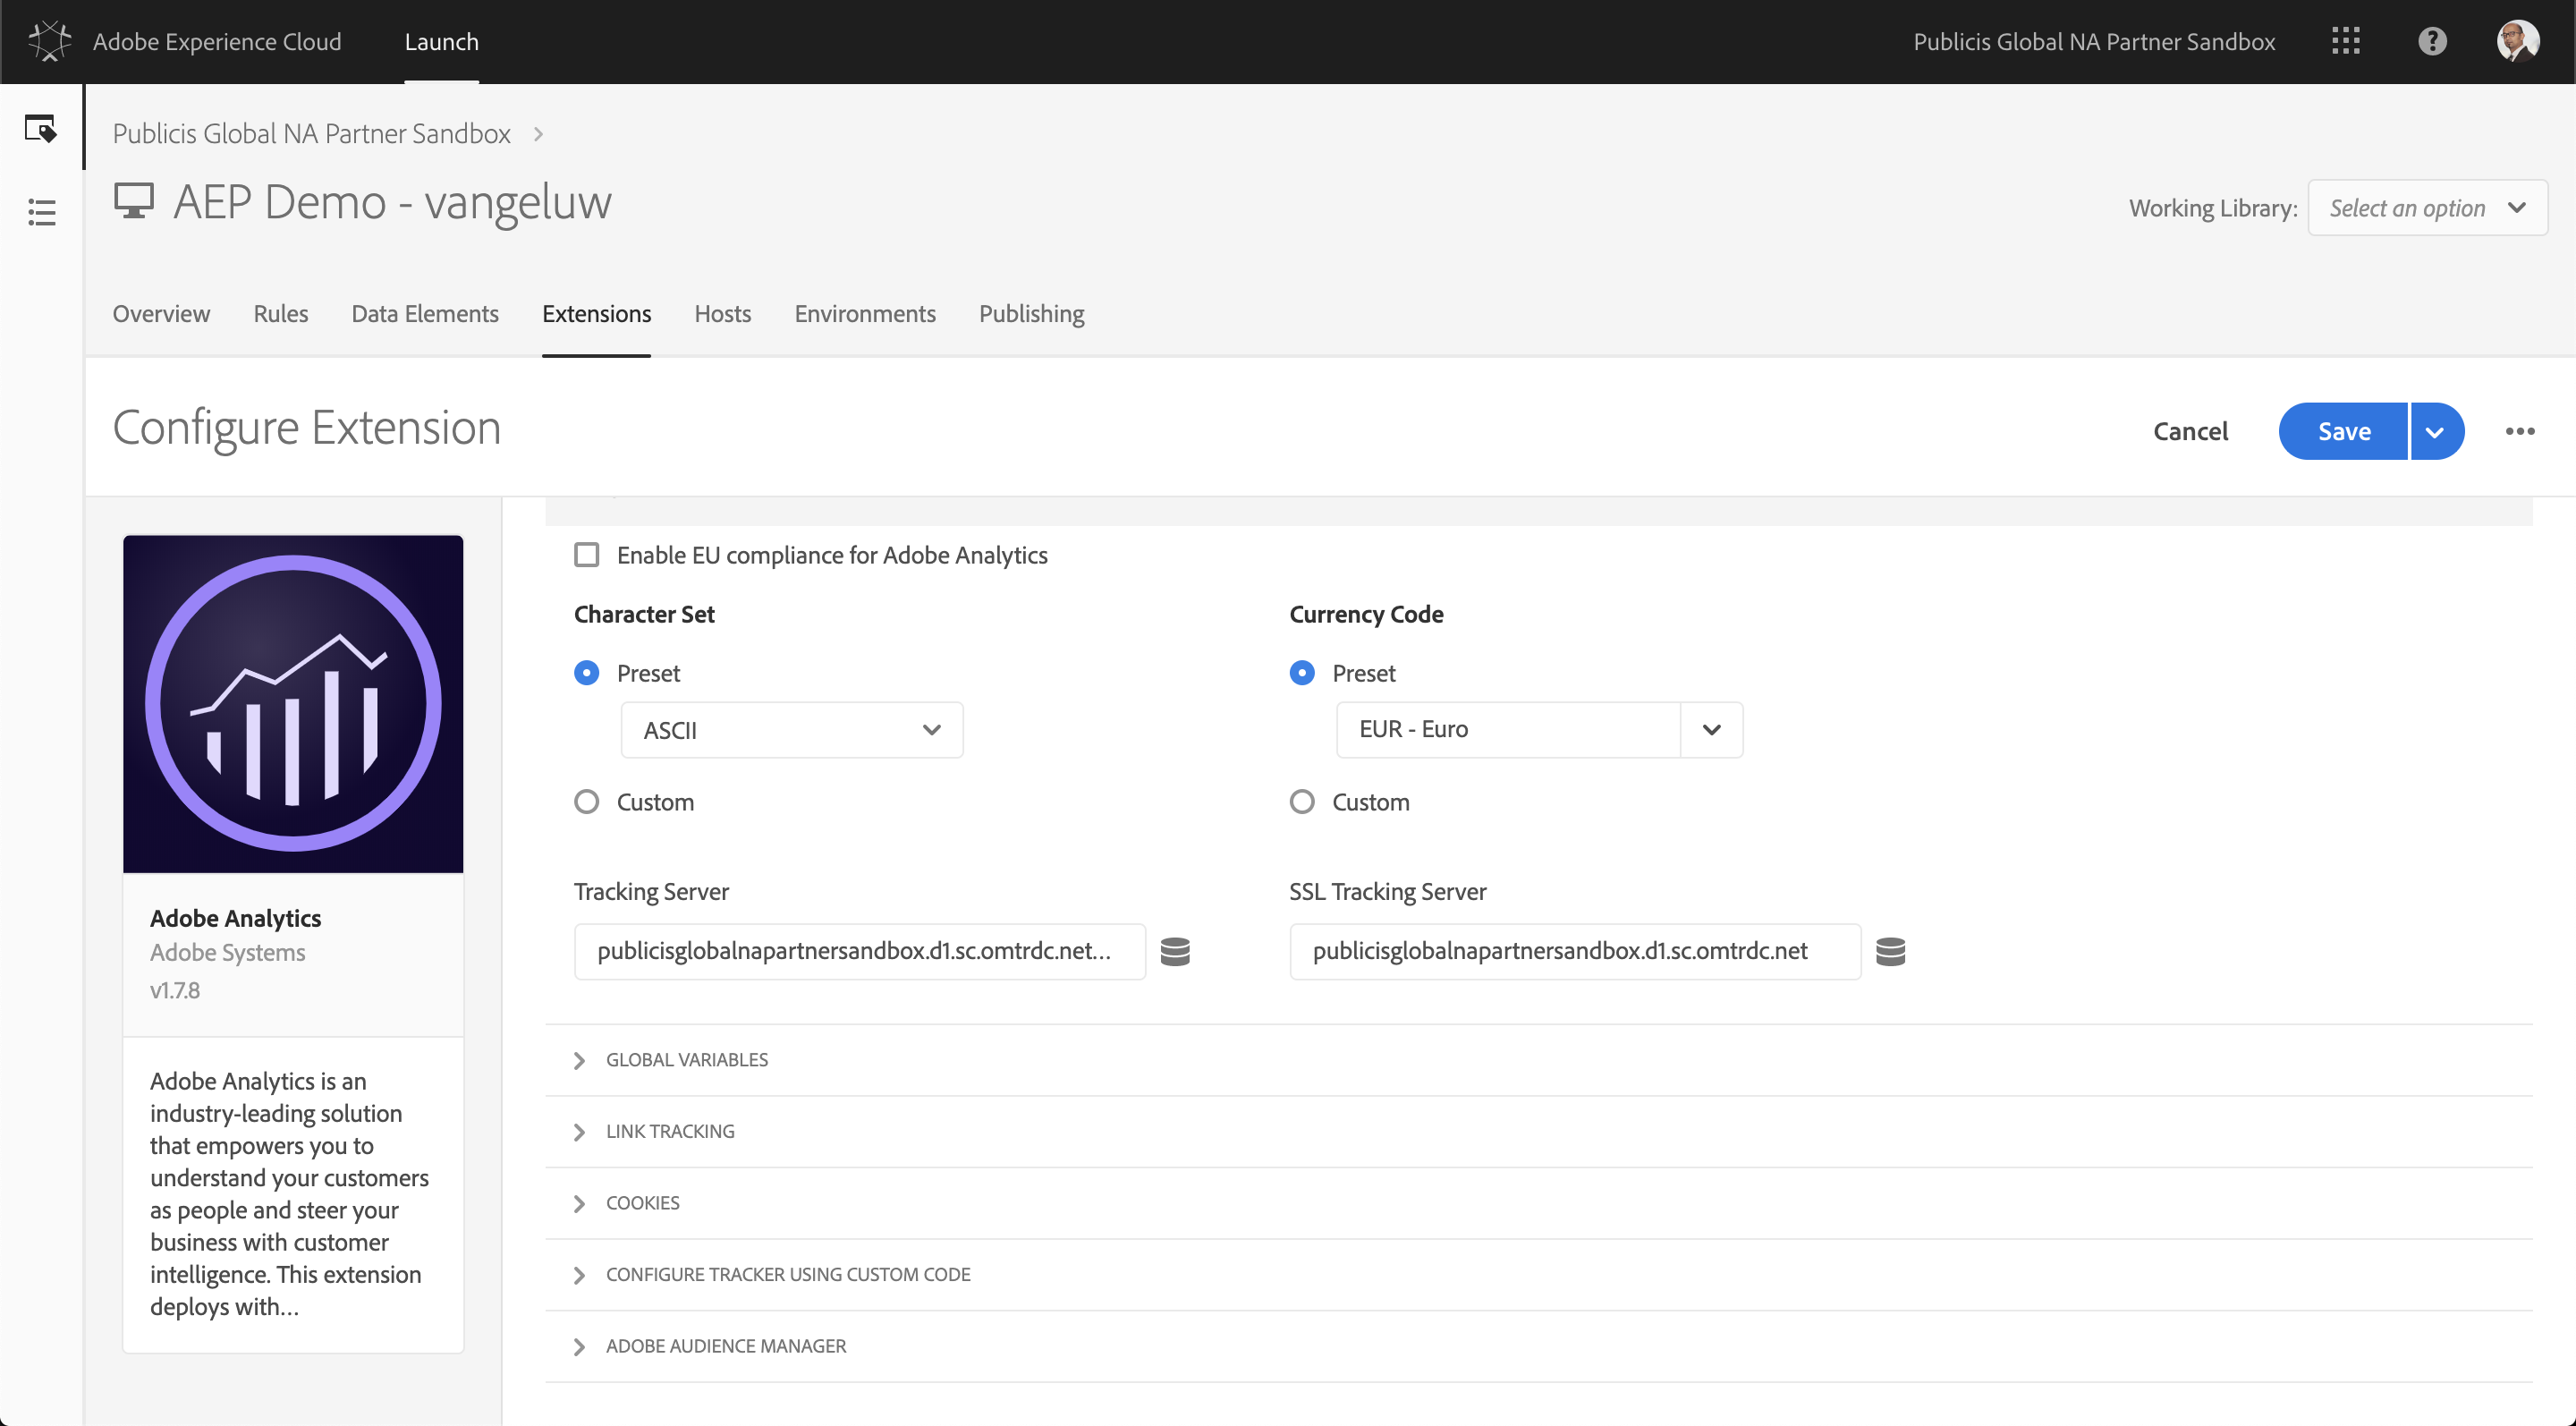 Adobe Experience Cloud
Launch
Publicis Global NA Partner Sandbox
Publicis Global NA Partner Sandbox
AEP Demo - vangeluw
Working Library:
Select an option
Overview
Rules
Data Elements
Extensions
Hosts
Environments
Publishing
Configure Extension
Cancel
Save
Enable EU compliance for Adobe Analytics
Character Set
Preset
ASCII
Custom
Currency Code
Preset
EUR - Euro
Custom
Tracking Server
publicisglobalnapartnersandbox.d1.sc.omtrdc.net…
SSL Tracking Server
publicisglobalnapartnersandbox.d1.sc.omtrdc.net
Adobe Analytics
Adobe Systems
v1.7.8
Adobe Analytics is an
industry-leading solution
that empowers you to
understand your customers
as people and steer your
business with customer
intelligence. This extension
deploys with…
GLOBAL VARIABLES
LINK TRACKING
COOKIES
CONFIGURE TRACKER USING CUSTOM CODE
ADOBE AUDIENCE MANAGER